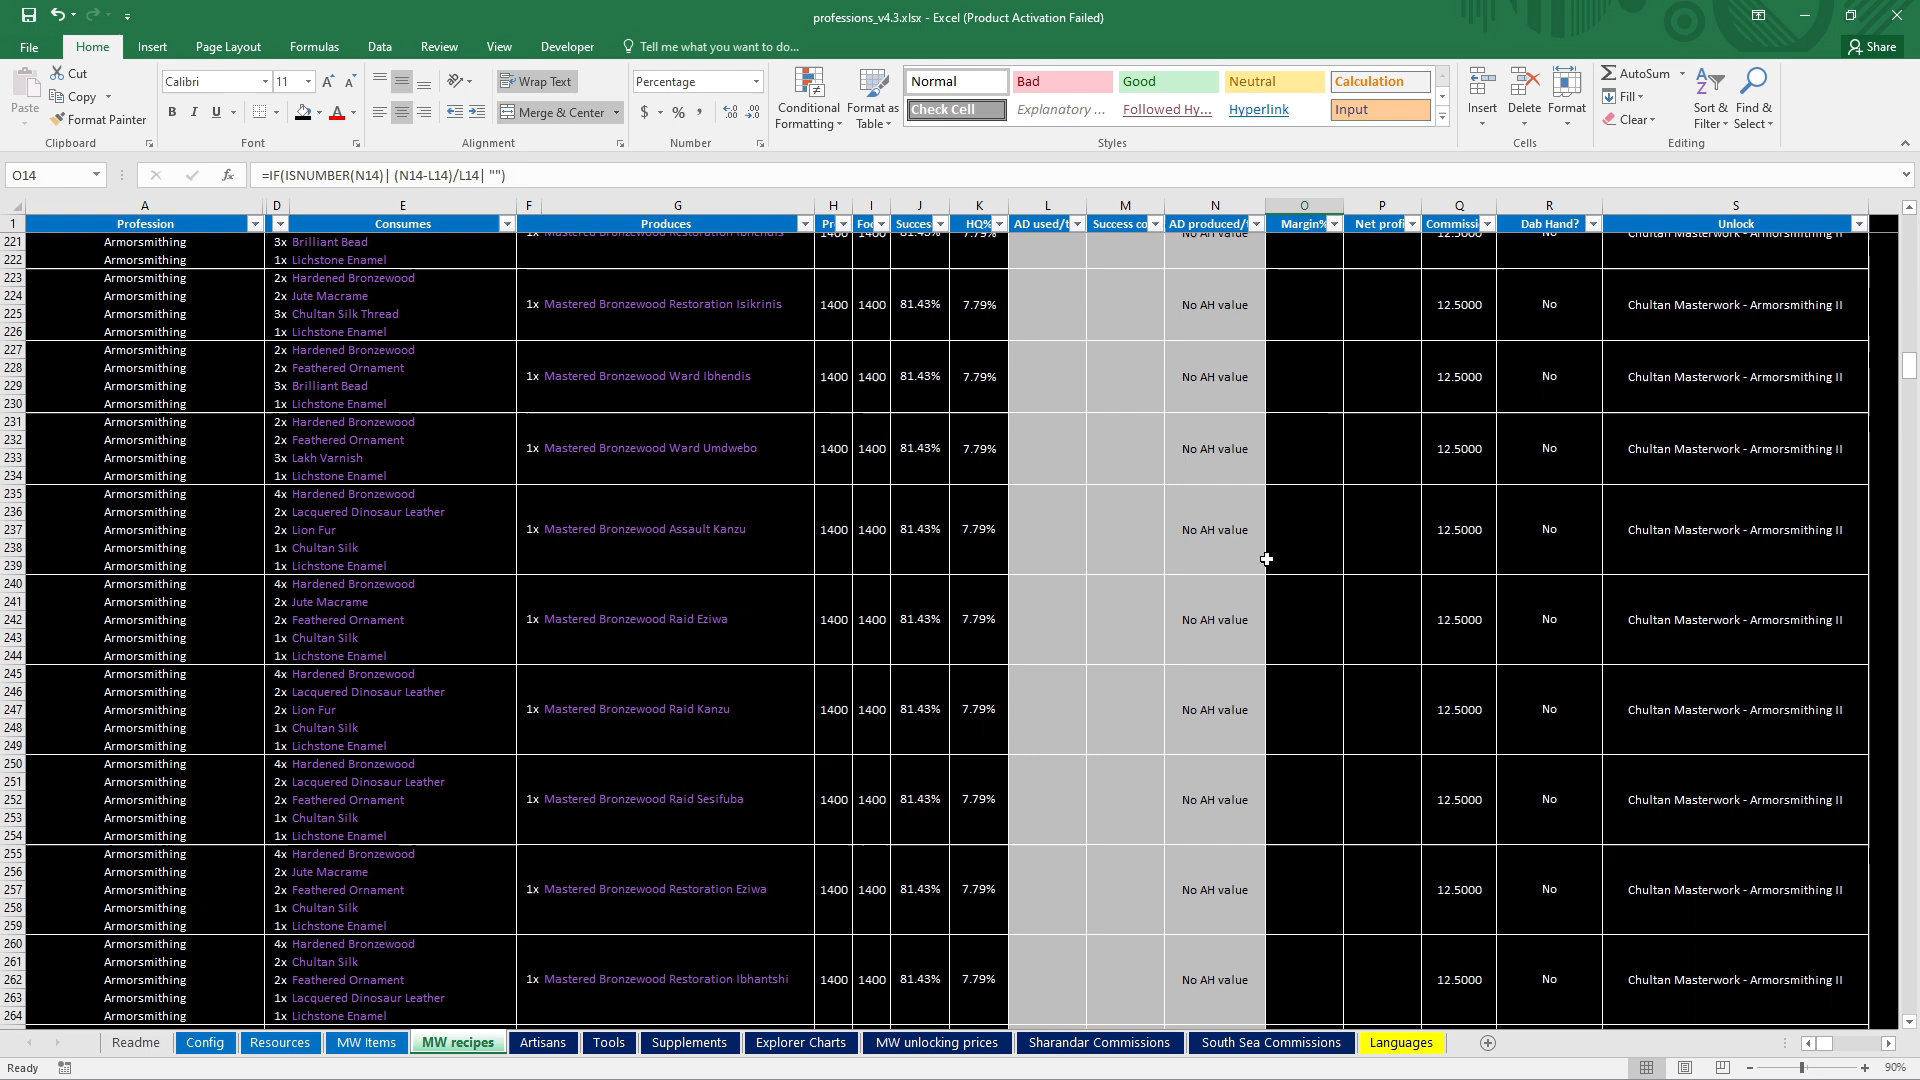 professions_v4.3.xlsx - Excel (Product Activation Failed)
File Home Insert Page Layout Formulas Data Review View Developer Tell me what you want to do... Share
Paste Cut Copy Format Painter Clipboard
Calibri 11 B I U Font
Wrap Text Merge & Center Alignment
Percentage $ % Number
Conditional Formatting Format as Table
Normal Bad Good Neutral Calculation
Check Cell Explanatory ... Followed Hy... Hyperlink Input
Styles
Insert Delete Format Cells
AutoSum Fill Clear Sort & Filter Find & Select Editing
O14 fx =IF(ISNUMBER(N14)| (N14-L14)/L14| "")
A D E F G H I J K L M N O P Q R S
1 Profession Consumes Produces Pr Foc Succes HQ% AD used/t Success co AD produced/ Margin% Net profi Commissi Dab Hand? Unlock
221 Armorsmithing 3x Brilliant Bead 1x Mastered Bronzewood Restoration Ibhendis 1400 1400 81.43% 7.79% No AH value 12.5000 No Chultan Masterwork - Armorsmithing II
222 Armorsmithing 1x Lichstone Enamel
223 Armorsmithing 2x Hardened Bronzewood
224 Armorsmithing 2x Jute Macrame 1x Mastered Bronzewood Restoration Isikrinis 1400 1400 81.43% 7.79% No AH value 12.5000 No Chultan Masterwork - Armorsmithing II
225 Armorsmithing 3x Chultan Silk Thread
226 Armorsmithing 1x Lichstone Enamel
227 Armorsmithing 2x Hardened Bronzewood
228 Armorsmithing 2x Feathered Ornament 1x Mastered Bronzewood Ward Ibhendis 1400 1400 81.43% 7.79% No AH value 12.5000 No Chultan Masterwork - Armorsmithing II
229 Armorsmithing 3x Brilliant Bead
230 Armorsmithing 1x Lichstone Enamel
231 Armorsmithing 2x Hardened Bronzewood
232 Armorsmithing 2x Feathered Ornament 1x Mastered Bronzewood Ward Umdwebo 1400 1400 81.43% 7.79% No AH value 12.5000 No Chultan Masterwork - Armorsmithing II
233 Armorsmithing 3x Lakh Varnish
234 Armorsmithing 1x Lichstone Enamel
235 Armorsmithing 4x Hardened Bronzewood
236 Armorsmithing 2x Lacquered Dinosaur Leather
237 Armorsmithing 2x Lion Fur 1x Mastered Bronzewood Assault Kanzu 1400 1400 81.43% 7.79% No AH value 12.5000 No Chultan Masterwork - Armorsmithing II
238 Armorsmithing 1x Chultan Silk
239 Armorsmithing 1x Lichstone Enamel
240 Armorsmithing 4x Hardened Bronzewood
241 Armorsmithing 2x Jute Macrame
242 Armorsmithing 2x Feathered Ornament 1x Mastered Bronzewood Raid Eziwa 1400 1400 81.43% 7.79% No AH value 12.5000 No Chultan Masterwork - Armorsmithing II
243 Armorsmithing 1x Chultan Silk
244 Armorsmithing 1x Lichstone Enamel
245 Armorsmithing 4x Hardened Bronzewood
246 Armorsmithing 2x Lacquered Dinosaur Leather
247 Armorsmithing 2x Lion Fur 1x Mastered Bronzewood Raid Kanzu 1400 1400 81.43% 7.79% No AH value 12.5000 No Chultan Masterwork - Armorsmithing II
248 Armorsmithing 1x Chultan Silk
249 Armorsmithing 1x Lichstone Enamel
250 Armorsmithing 4x Hardened Bronzewood
251 Armorsmithing 2x Lacquered Dinosaur Leather
252 Armorsmithing 2x Feathered Ornament 1x Mastered Bronzewood Raid Sesifuba 1400 1400 81.43% 7.79% No AH value 12.5000 No Chultan Masterwork - Armorsmithing II
253 Armorsmithing 1x Chultan Silk
254 Armorsmithing 1x Lichstone Enamel
255 Armorsmithing 4x Hardened Bronzewood
256 Armorsmithing 2x Jute Macrame
257 Armorsmithing 2x Feathered Ornament 1x Mastered Bronzewood Restoration Eziwa 1400 1400 81.43% 7.79% No AH value 12.5000 No Chultan Masterwork - Armorsmithing II
258 Armorsmithing 1x Chultan Silk
259 Armorsmithing 1x Lichstone Enamel
260 Armorsmithing 4x Hardened Bronzewood
261 Armorsmithing 2x Chultan Silk
262 Armorsmithing 2x Feathered Ornament 1x Mastered Bronzewood Restoration Ibhantshi 1400 1400 81.43% 7.79% No AH value 12.5000 No Chultan Masterwork - Armorsmithing II
263 Armorsmithing 1x Lacquered Dinosaur Leather
264 Armorsmithing 1x Lichstone Enamel
Readme Config Resources MW Items MW recipes Artisans Tools Supplements Explorer Charts MW unlocking prices Sharandar Commissions South Sea Commissions Languages
Ready 90%